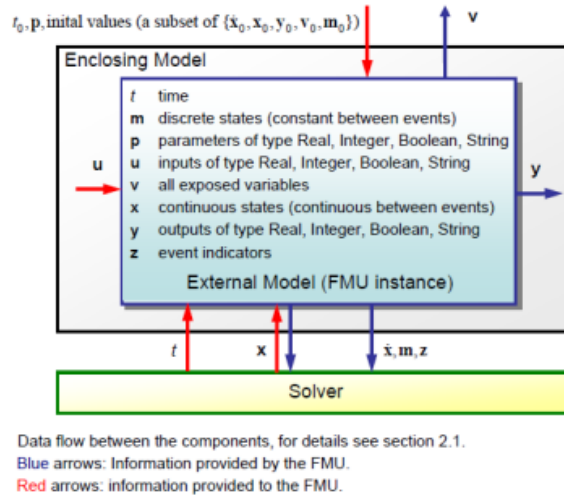 t₀,p,inital values (a subset of {ẋ₀,x₀,y₀,v₀,m₀})
v
Enclosing Model
t time
m discrete states (constant between events)
p parameters of type Real, Integer, Boolean, String
u inputs of type Real, Integer, Boolean, String
v all exposed variables
x continuous states (continuous between events)
y outputs of type Real, Integer, Boolean, String
z event indicators
External Model (FMU instance)
u
y
t
x
ẋ,m,z
Solver
Data flow between the components, for details see section 2.1.
Blue arrows: Information provided by the FMU.
Red arrows: information provided to the FMU.